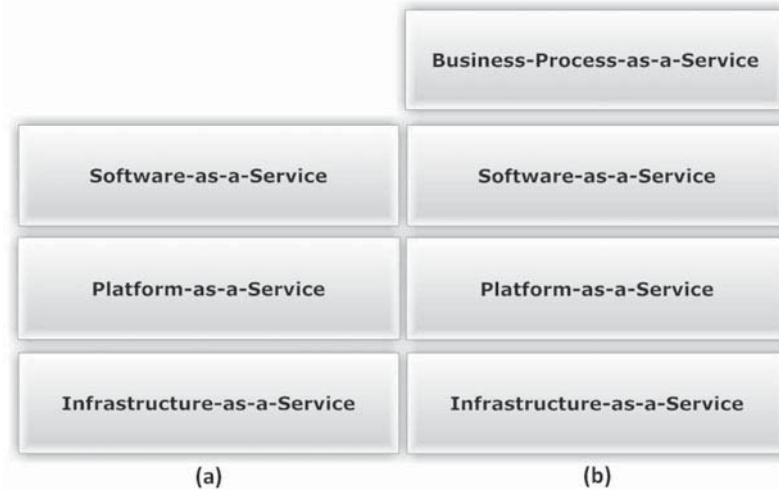 Business-Process-as-a-Service
Software-as-a-Service
Software-as-a-Service
Platform-as-a-Service
Platform-as-a-Service
Infrastructure-as-a-Service
Infrastructure-as-a-Service
(a)
(b)